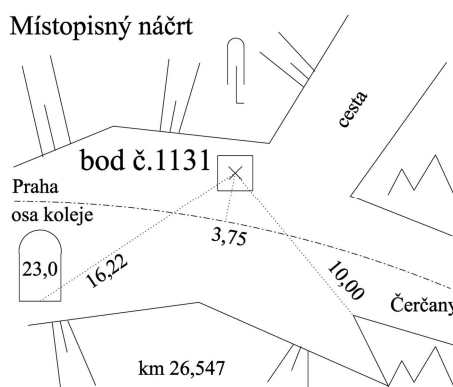 Místopisný náčrt
cesta
bod č.1131
Praha
osa koleje
3,75
23,0
16,22
10,00
Čerčany
km 26,547